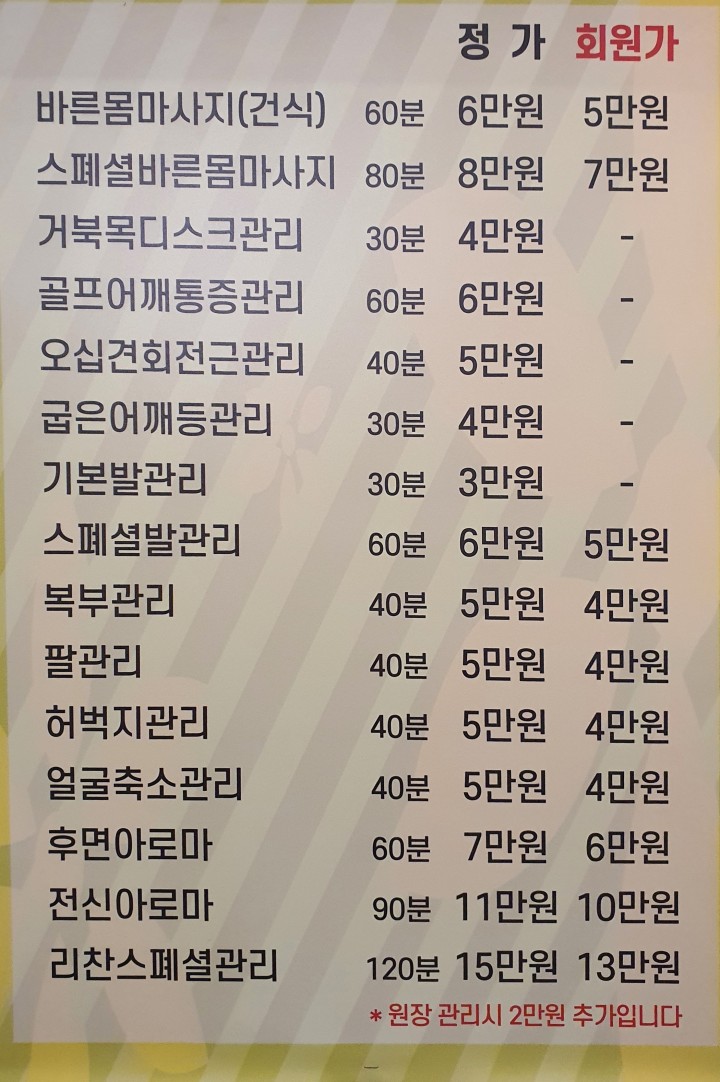 정 가 회원가
바른몸마사지(건식) 60분 6만원 5만원
스폐셜바른몸마사지 80분 8만원 7만원
거북목디스크관리 30분 4만원 -
골프어깨통증관리 60분 6만원 -
오십견회전근관리 40분 5만원 -
굽은어깨등관리 30분 4만원 -
기본발관리 30분 3만원 -
스폐셜발관리 60분 6만원 5만원
복부관리 40분 5만원 4만원
팔관리 40분 5만원 4만원
허벅지관리 40분 5만원 4만원
얼굴축소관리 40분 5만원 4만원
후면아로마 60분 7만원 6만원
전신아로마 90분 11만원 10만원
리찬스폐셜관리 120분 15만원 13만원
* 원장 관리시 2만원 추가입니다